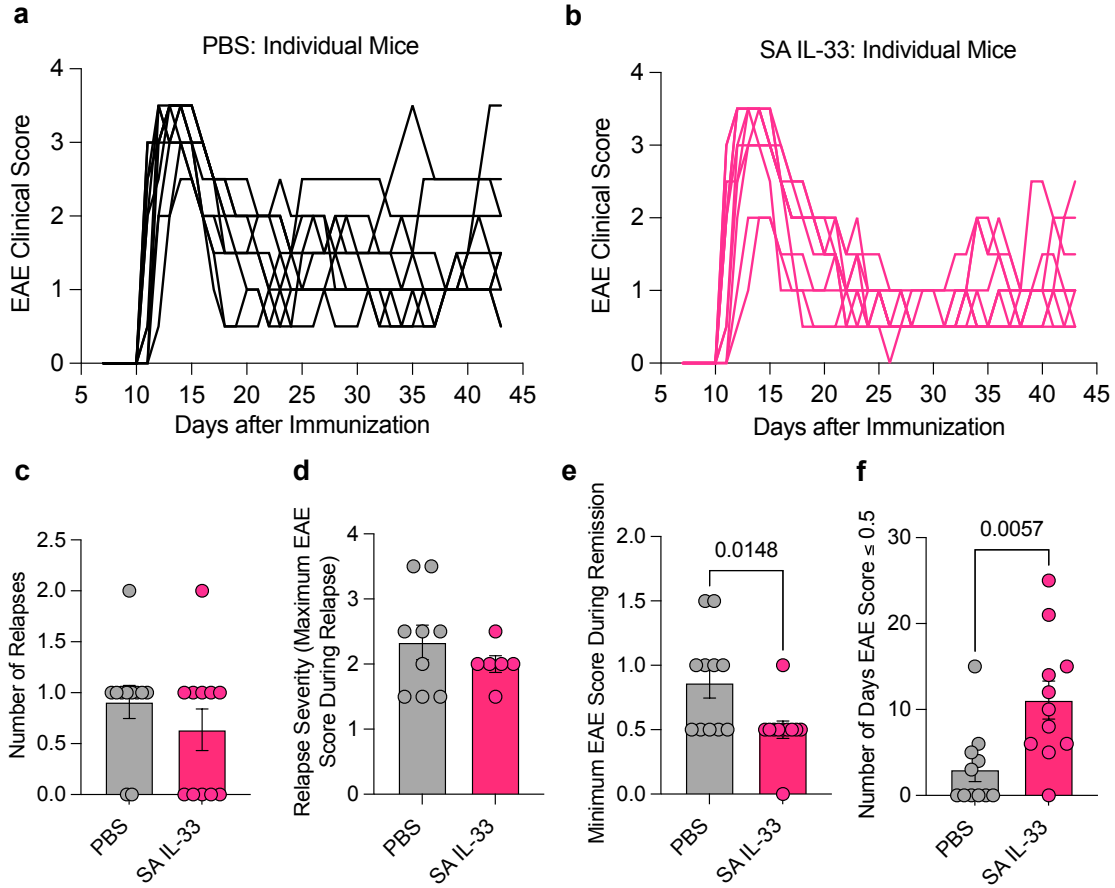 a
PBS: Individual Mice
EAE Clinical Score
4
3
2
1
0
5 10 15 20 25 30 35 40 45
Days after Immunization
b
SA IL-33: Individual Mice
EAE Clinical Score
4
3
2
1
0
5 10 15 20 25 30 35 40 45
Days after Immunization
c
Number of Relapses
2.5
2.0
1.5
1.0
0.5
0.0
PBS
SA IL-33
d
Relapse Severity (Maximum EAE
Score During Relapse)
4
3
2
1
0
PBS
SA IL-33
e
Minimum EAE Score During Remission
2.0
1.5
1.0
0.5
0.0
0.0148
PBS
SA IL-33
f
Number of Days EAE Score ≤ 0.5
30
20
10
0
0.0057
PBS
SA IL-33